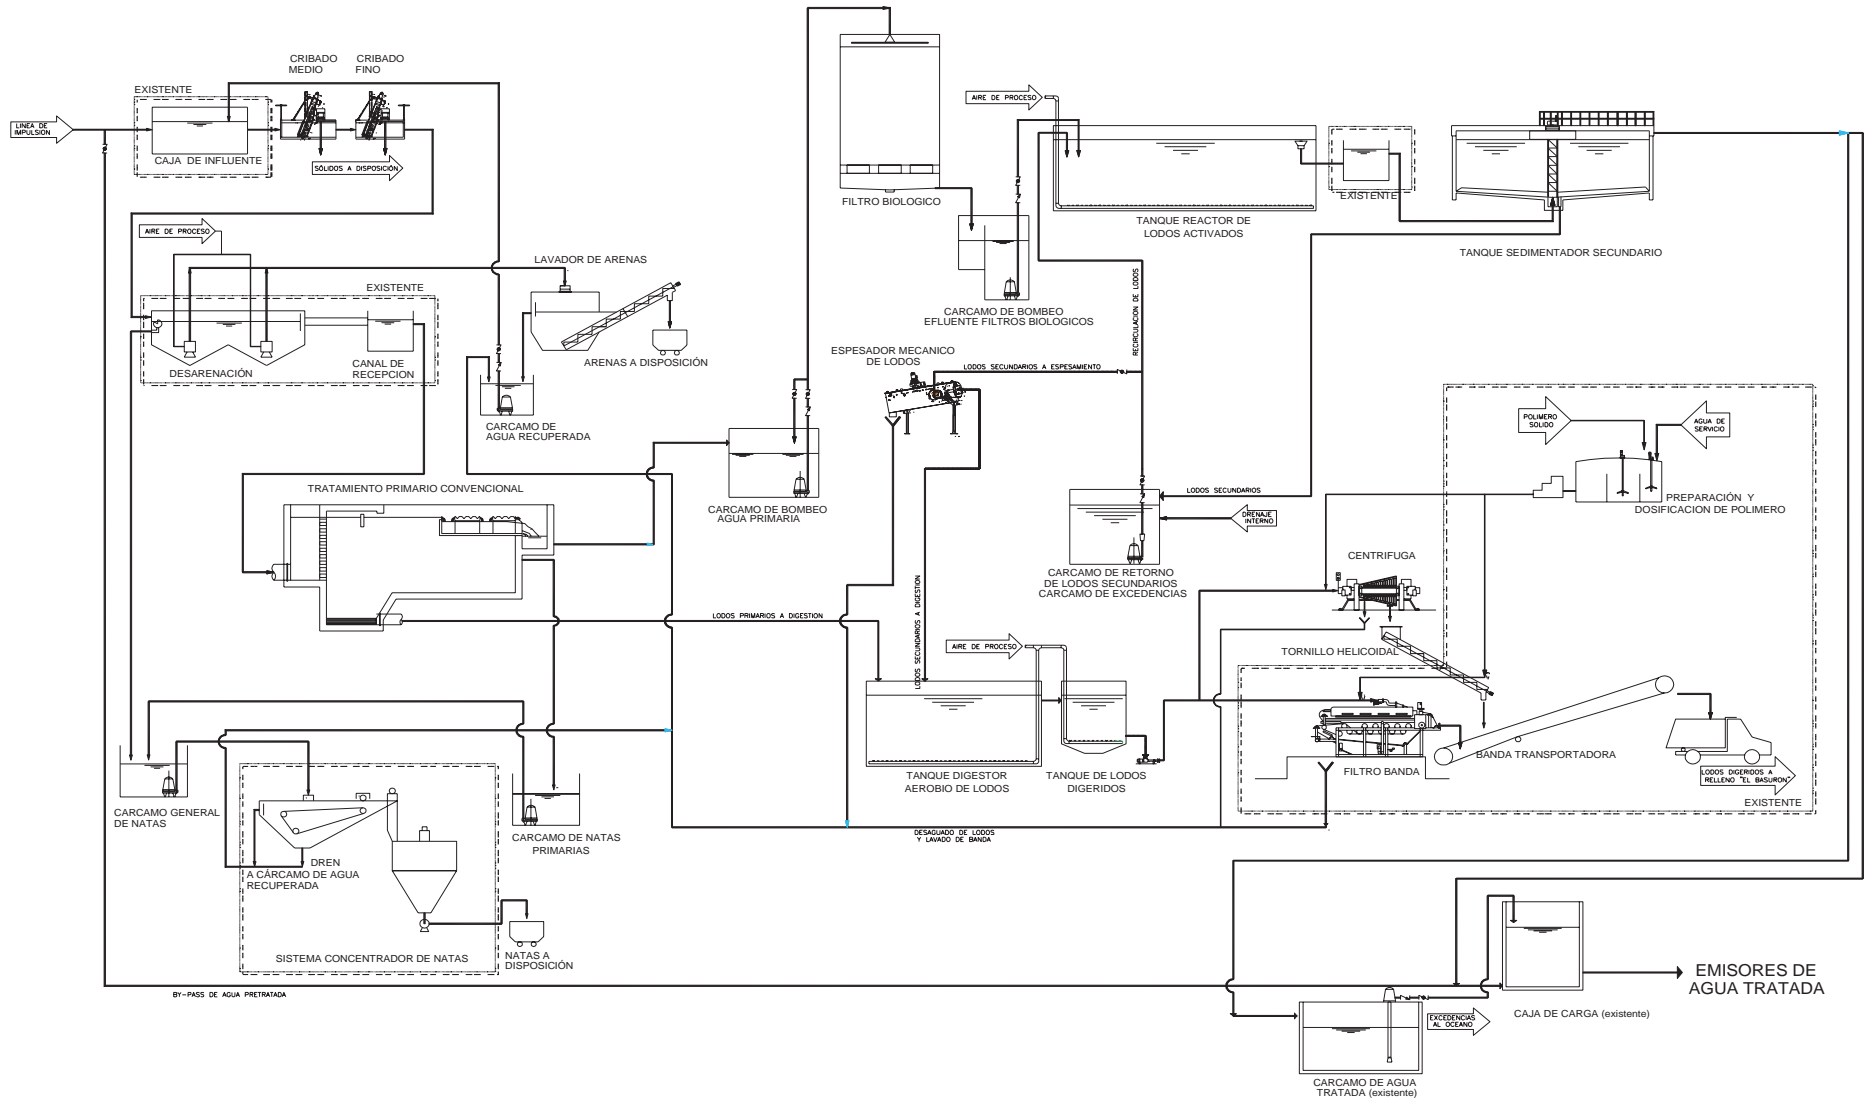 CRIBADO
MEDIO
CRIBADO
FINO
EXISTENTE
LINEA DE
IMPULSION
CAJA DE INFLUENTE
SÓLIDOS A DISPOSICIÓN
AIRE DE PROCESO
EXISTENTE
DESARENACIÓN
CANAL DE
RECEPCION
LAVADOR DE ARENAS
ARENAS A DISPOSICIÓN
CARCAMO DE
AGUA RECUPERADA
TRATAMIENTO PRIMARIO CONVENCIONAL
CARCAMO DE BOMBEO
AGUA PRIMARIA
FILTRO BIOLOGICO
CARCAMO DE BOMBEO
EFLUENTE FILTROS BIOLOGICOS
AIRE DE PROCESO
TANQUE REACTOR DE
LODOS ACTIVADOS
EXISTENTE
TANQUE SEDIMENTADOR SECUNDARIO
RECIRCULACION DE LODOS
ESPESADOR MECANICO
DE LODOS
LODOS SECUNDARIOS A ESPESAMIENTO
LODOS SECUNDARIOS
DRENAJE
INTERNO
CARCAMO DE RETORNO
DE LODOS SECUNDARIOS
CARCAMO DE EXCEDENCIAS
POLIMERO
SOLIDO
AGUA DE
SERVICIO
PREPARACIÓN Y
DOSIFICACION DE POLIMERO
CENTRIFUGA
TORNILLO HELICOIDAL
LODOS PRIMARIOS A DIGESTION
LODOS SECUNDARIOS A DIGESTION
AIRE DE PROCESO
TANQUE DIGESTOR
AEROBIO DE LODOS
TANQUE DE LODOS
DIGERIDOS
FILTRO BANDA
BANDA TRANSPORTADORA
LODOS DIGERIDOS A
RELLENO "EL BASURON"
EXISTENTE
CARCAMO GENERAL
DE NATAS
DREN
A CÁRCAMO DE AGUA
RECUPERADA
CARCAMO DE NATAS
PRIMARIAS
DESAGUADO DE LODOS
Y LAVADO DE BANDA
SISTEMA CONCENTRADOR DE NATAS
NATAS A
DISPOSICIÓN
BY-PASS DE AGUA PRETRATADA
EMISORES DE
AGUA TRATADA
CAJA DE CARGA (existente)
EXCEDENCIAS
AL OCEANO
CARCAMO DE AGUA
TRATADA (existente)